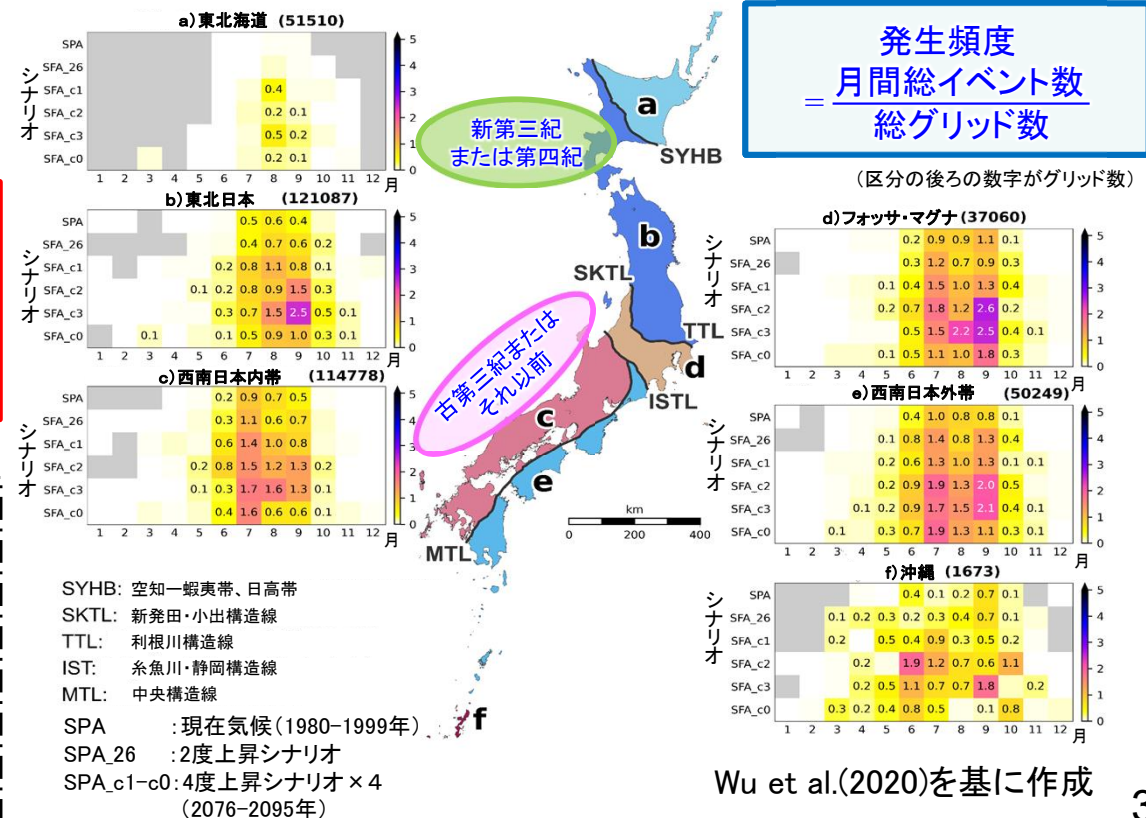 a)東北海道 (51510)
シナリオ
SPA
SFA_26
SFA_c1 0.4
SFA_c2 0.2 0.1
SFA_c3 0.5 0.2
SFA_c0 0.2 0.1
1 2 3 4 5 6 7 8 9 10 11 12 月
5
4
3
2
1
0
b)東北日本 (121087)
シナリオ
SPA 0.5 0.6 0.4
SFA_26 0.4 0.7 0.6 0.2
SFA_c1 0.2 0.8 1.1 0.8 0.1
SFA_c2 0.1 0.2 0.8 0.9 1.5 0.3
SFA_c3 0.3 0.7 1.5 2.5 0.5 0.1
SFA_c0 0.1 0.1 0.5 0.9 1.0 0.3 0.1
1 2 3 4 5 6 7 8 9 10 11 12 月
5
4
3
2
1
0
c)西南日本内帯 (114778)
シナリオ
SPA 0.2 0.9 0.7 0.5
SFA_26 0.3 1.1 0.6 0.7
SFA_c1 0.6 1.4 1.0 0.8
SFA_c2 0.2 0.8 1.5 1.2 1.3 0.2
SFA_c3 0.1 0.3 1.7 1.6 1.3 0.1
SFA_c0 0.4 1.6 0.6 0.6 0.1
1 2 3 4 5 6 7 8 9 10 11 12 月
5
4
3
2
1
0
SYHB: 空知ー蝦夷帯、日高帯
SKTL: 新発田・小出構造線
TTL: 利根川構造線
IST: 糸魚川・静岡構造線
MTL: 中央構造線
SPA :現在気候(1980-1999年)
SPA_26 :2度上昇シナリオ
SPA_c1-c0:4度上昇シナリオ×4
(2076-2095年)
新第三紀
または第四紀
古第三紀または
それ以前
a
SYHB
b
SKTL
TTL
d
ISTL
c
e
MTL
f
km
0 200 400
発生頻度
=月間総イベント数
総グリッド数
(区分の後ろの数字がグリッド数)
d)フォッサ・マグナ(37060)
シナリオ
SPA 0.2 0.9 0.9 1.1 0.1
SFA_26 0.3 1.2 0.7 0.9 0.3
SFA_c1 0.1 0.4 1.5 1.0 1.3 0.4
SFA_c2 0.2 0.7 1.8 1.2 2.6 0.2
SFA_c3 0.5 1.5 2.2 2.5 0.4 0.1
SFA_c0 0.1 0.5 1.1 1.0 1.8 0.3
1 2 3 4 5 6 7 8 9 10 11 12 月
5
4
3
2
1
0
e)西南日本外帯 (50249)
シナリオ
SPA 0.4 1.0 0.8 0.8 0.1
SFA_26 0.1 0.8 1.4 0.8 1.3 0.4
SFA_c1 0.2 0.6 1.3 1.0 1.3 0.1 0.1
SFA_c2 0.2 0.9 1.9 1.3 2.0 0.5
SFA_c3 0.1 0.2 0.9 1.7 1.5 2.1 0.4 0.1
SFA_c0 0.1 0.3 0.7 1.9 1.3 1.1 0.3 0.1
1 2 3 4 5 6 7 8 9 10 11 12 月
5
4
3
2
1
0
f)沖縄 (1673)
シナリオ
SPA 0.4 0.1 0.2 0.7 0.1
SFA_26 0.1 0.2 0.3 0.2 0.3 0.4 0.7 0.1
SFA_c1 0.2 0.5 0.4 0.9 0.3 0.5 0.2
SFA_c2 0.2 1.9 1.2 0.7 0.6 1.1
SFA_c3 0.2 0.5 1.1 0.7 0.7 1.8 0.2
SFA_c0 0.3 0.2 0.4 0.8 0.5 0.1 0.8
1 2 3 4 5 6 7 8 9 10 11 12 月
5
4
3
2
1
0
Wu et al.(2020)を基に作成